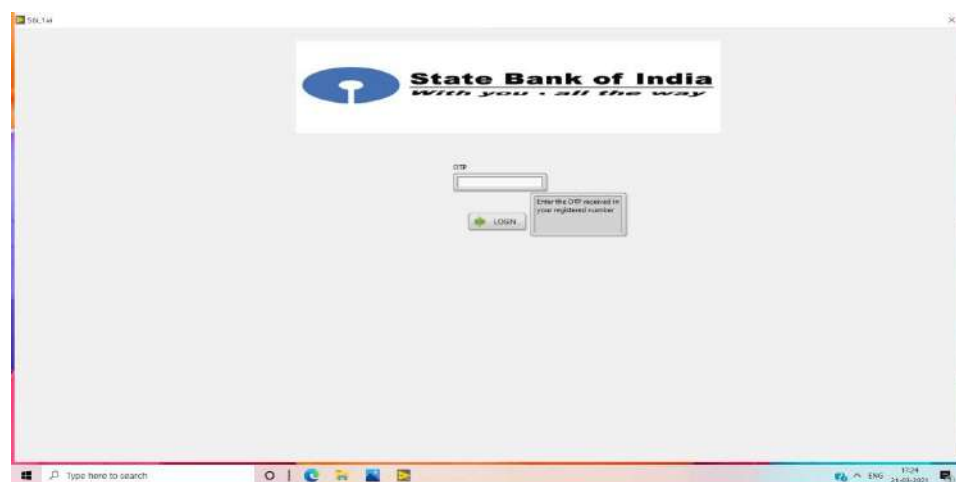 State Bank of India
With you - all the way
OTP
Enter the OTP received in
your registered number
LOGIN
Type here to search
ENG